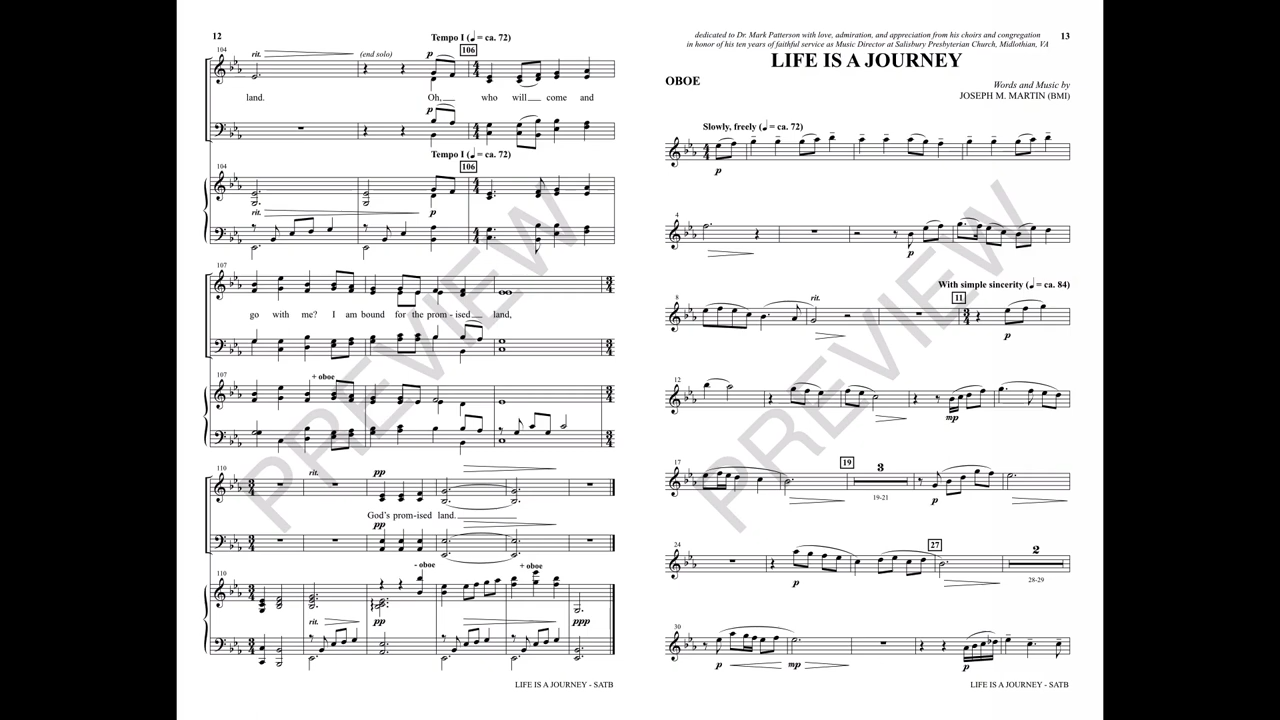 12
Tempo I (♩ = ca. 72)
104
rit.
(end solo)
p
106
land.
Oh,
who will come and
p
Tempo I (♩ = ca. 72)
104
106
rit.
p
107
go with me? I am bound for the prom - ised land,
107
+ oboe
110
rit.
pp
God's prom-ised land.
pp
110
- oboe
+ oboe
rit.
pp
ppp
LIFE IS A JOURNEY - SATB
dedicated to Dr. Mark Patterson with love, admiration, and appreciation from his choirs and congregation
13
in honor of his ten years of faithful service as Music Director at Salisbury Presbyterian Church, Midlothian, VA
LIFE IS A JOURNEY
OBOE
Words and Music by
JOSEPH M. MARTIN (BMI)
Slowly, freely (♩ = ca. 72)
p
4
p
With simple sincerity (♩ = ca. 84)
8
rit.
11
p
12
mp
17
19
3
19-21
p
24
27
2
p
28-29
30
p
mp
p
LIFE IS A JOURNEY - SATB
PREVIEW
PREVIEW